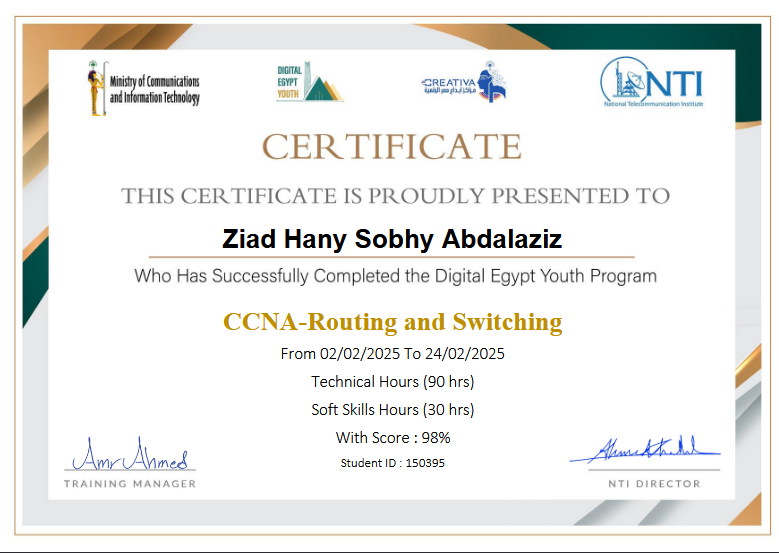 Ministry of Communications
and Information Technology
DIGITAL
EGYPT
YOUTH
CREATIVA
مراكز إبداع مصر الرقمية
NTI
National Telecommunication Institute
CERTIFICATE
THIS CERTIFICATE IS PROUDLY PRESENTED TO
Ziad Hany Sobhy Abdalaziz
Who Has Successfully Completed the Digital Egypt Youth Program
CCNA-Routing and Switching
From 02/02/2025 To 24/02/2025
Technical Hours (90 hrs)
Soft Skills Hours (30 hrs)
With Score : 98%
Student ID : 150395
Amr Ahmed
TRAINING MANAGER
NTI DIRECTOR